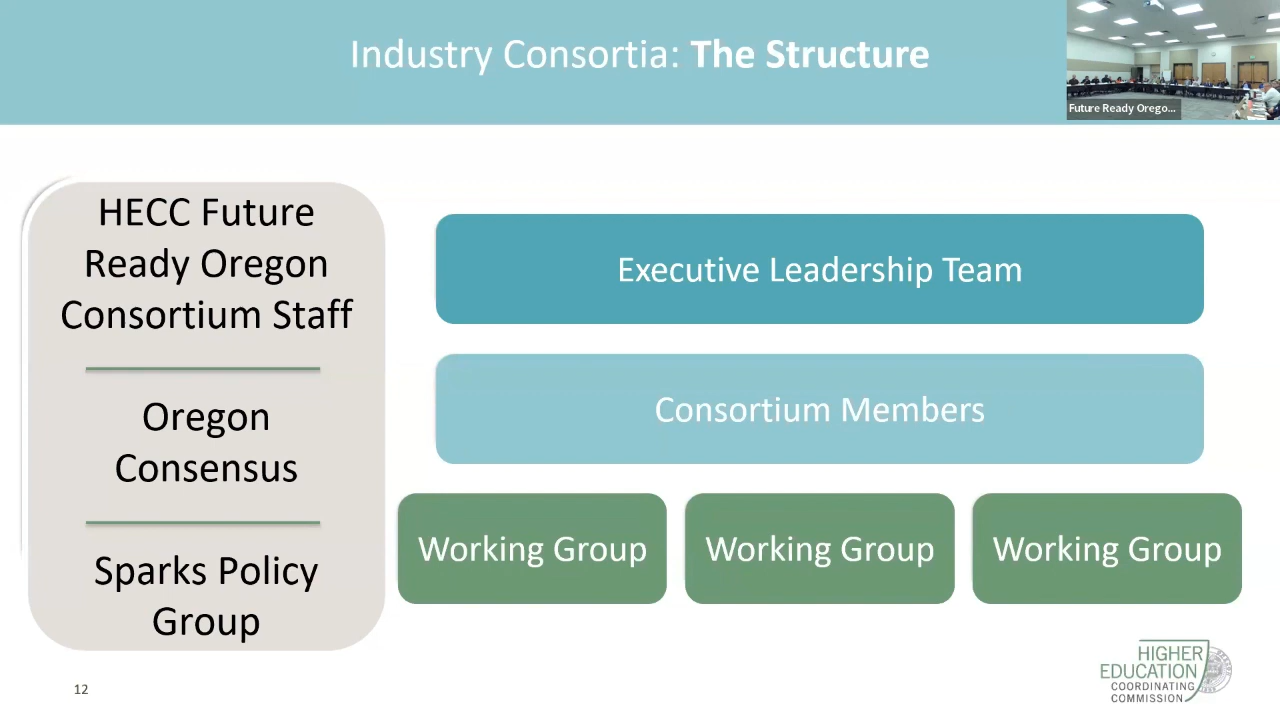 Industry Consortia: The Structure
Future Ready Orego...
HECC Future
Ready Oregon
Consortium Staff
Oregon
Consensus
Sparks Policy
Group
Executive Leadership Team
Consortium Members
Working Group
Working Group
Working Group
12
HIGHER
EDUCATION
COORDINATING
COMMISSION